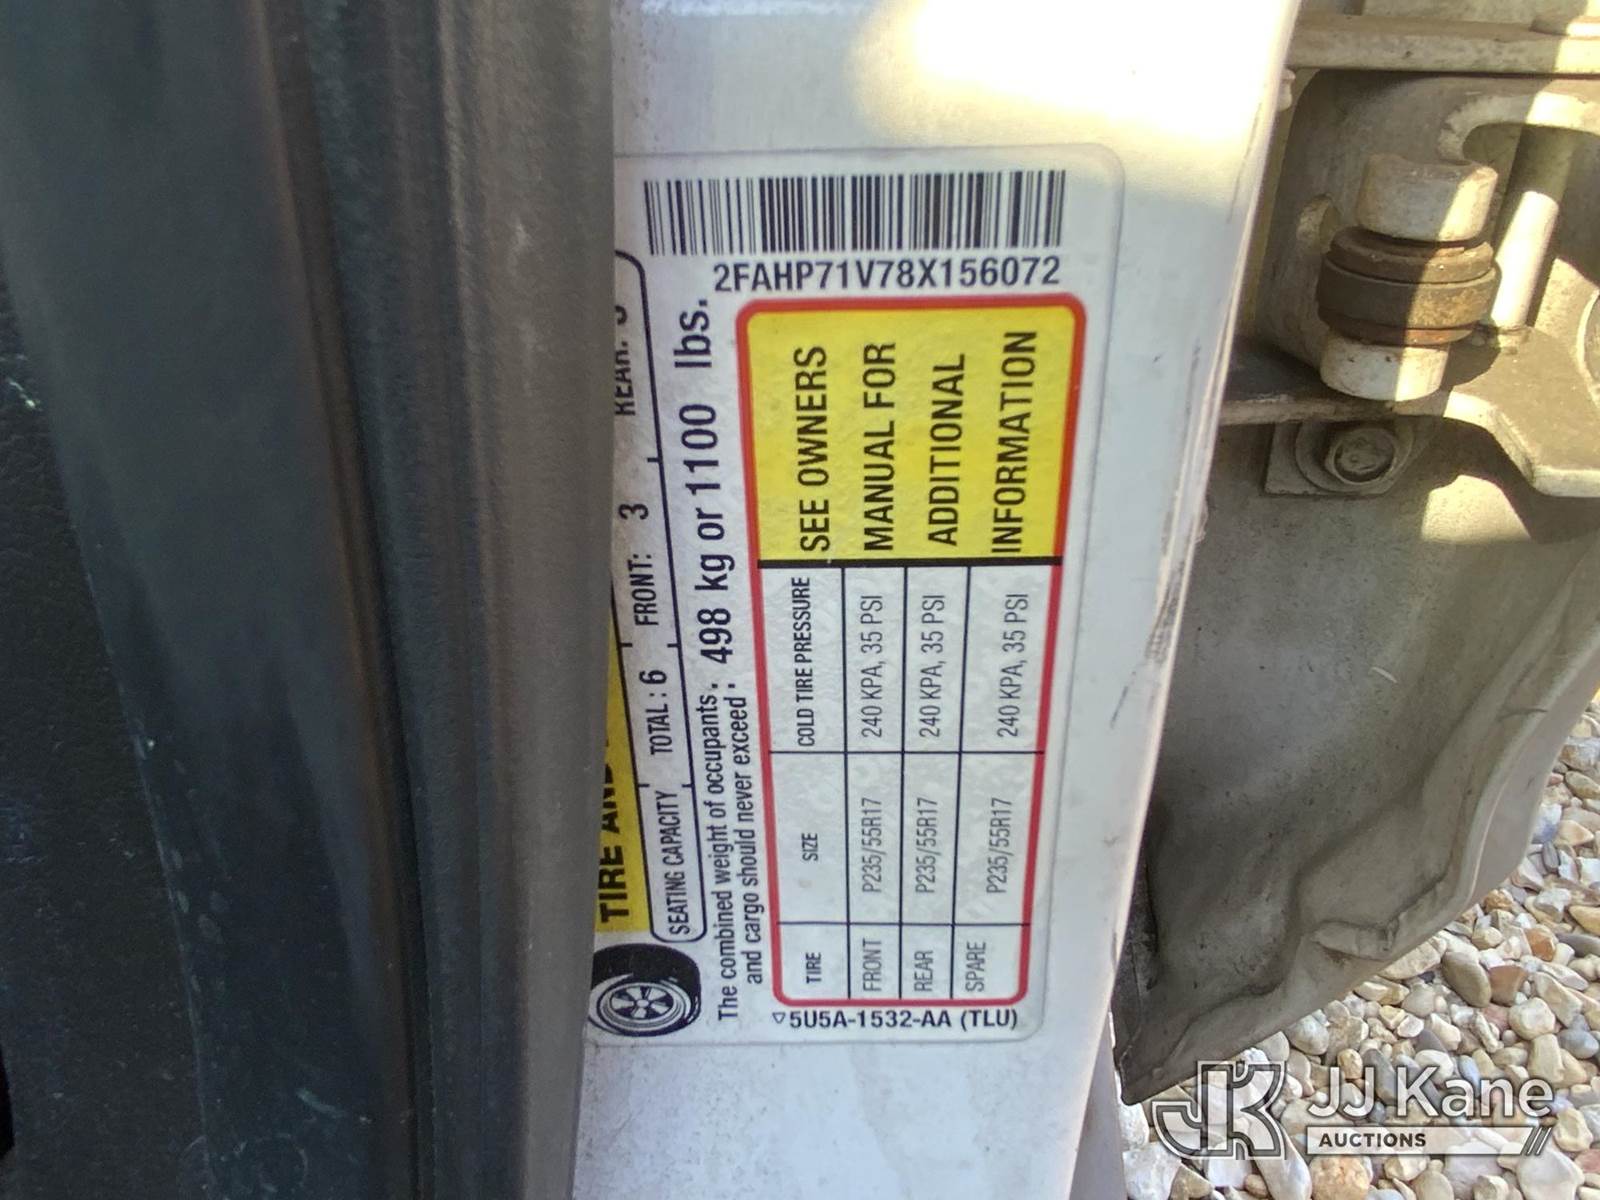 2FAHP71V78X156072
TIRE AND
SEATING CAPACITY TOTAL : 6 FRONT: 3 REAR: 3
The combined weight of occupants and cargo should never exceed : 498 kg or 1100 lbs.
TIRE SIZE COLD TIRE PRESSURE
FRONT P235/55R17 240 KPA, 35 PSI
REAR P235/55R17 240 KPA, 35 PSI
SPARE P235/55R17 240 KPA, 35 PSI
SEE OWNERS
MANUAL FOR
ADDITIONAL
INFORMATION
5U5A-1532-AA (TLU)
JK JJ Kane
AUCTIONS